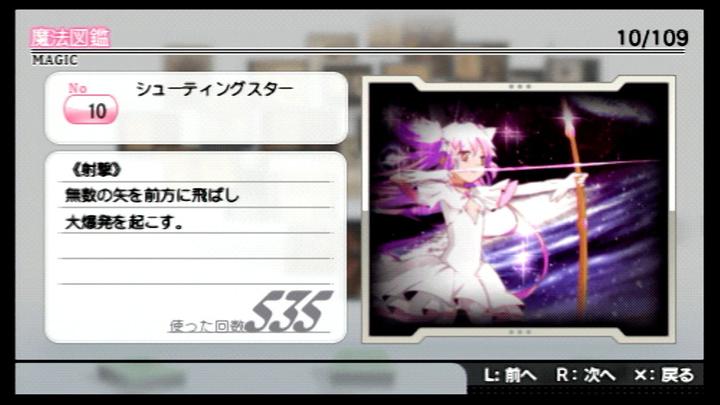 魔法図鑑
10/109
MAGIC
No
10
シューティングスター
《射撃》
無数の矢を前方に飛ばし
大爆発を起こす。
使った回数 535
L: 前へ R: 次へ ×: 戻る